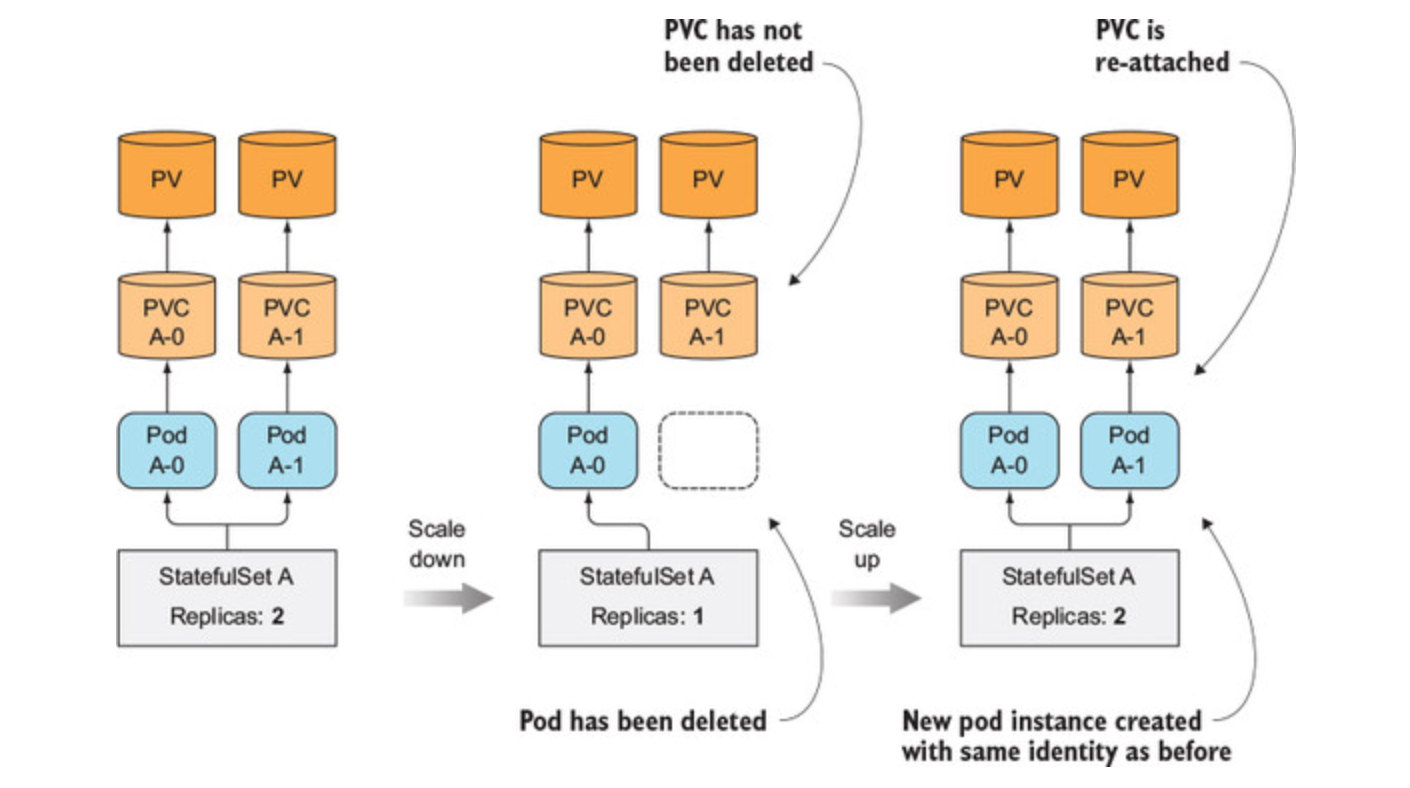 PVC has not
been deleted
PVC is
re-attached
PV
PV
PV
PV
PV
PV
PVC
A-0
PVC
A-1
PVC
A-0
PVC
A-1
PVC
A-0
PVC
A-1
Pod
A-0
Pod
A-1
Pod
A-0
Pod
A-0
Pod
A-1
Scale
down
Scale
up
StatefulSet A
Replicas: 2
StatefulSet A
Replicas: 1
StatefulSet A
Replicas: 2
Pod has been deleted
New pod instance created
with same identity as before